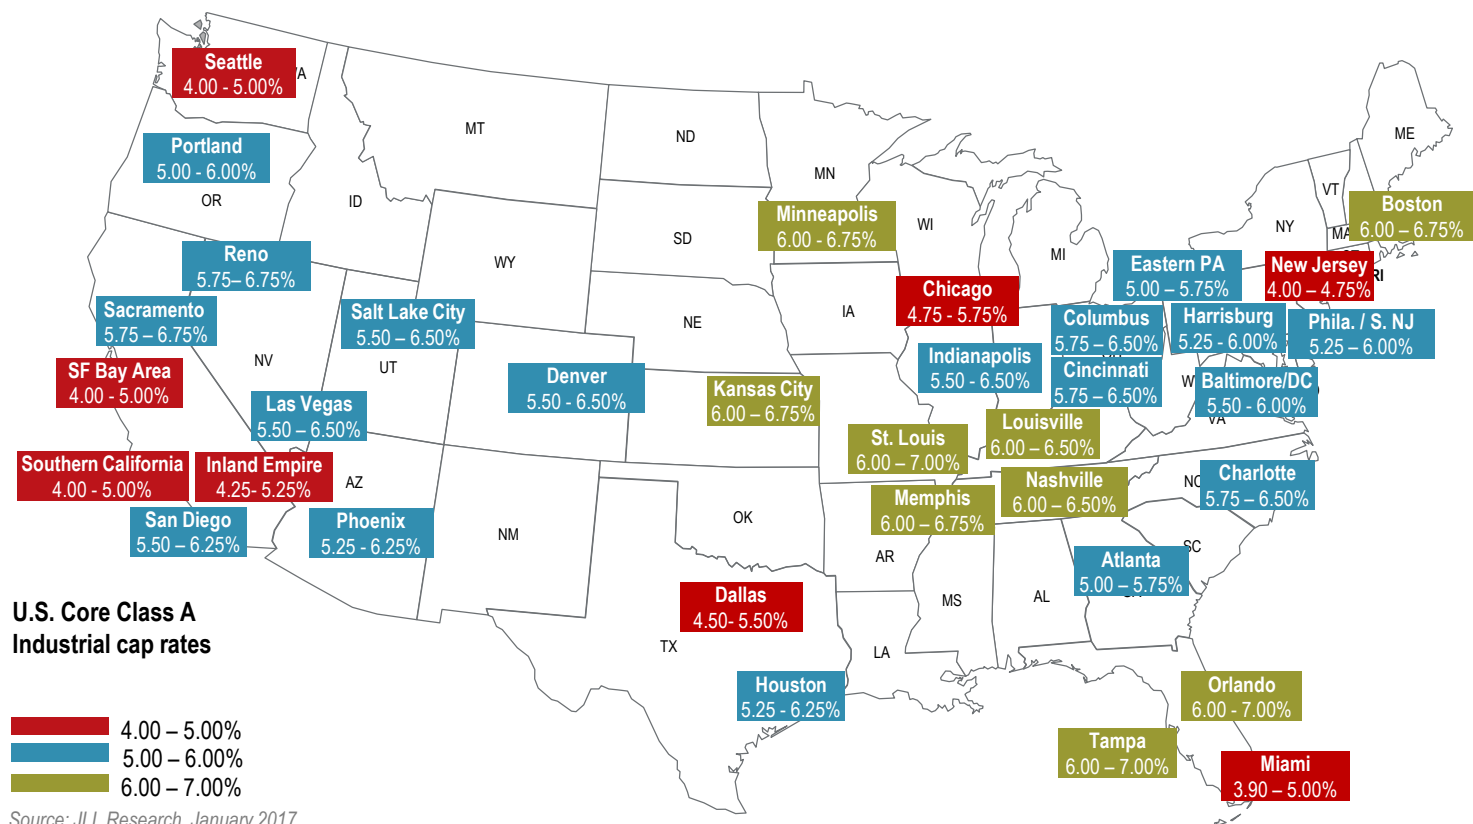 Seattle
4.00 - 5.00%
Portland
5.00 - 6.00%
OR
ID
MT
ND
MN
Minneapolis
6.00 - 6.75%
WI
MI
ME
VT
NY
MA
Boston
6.00 – 6.75%
RI
Reno
5.75– 6.75%
Sacramento
5.75 – 6.75%
SF Bay Area
4.00 - 5.00%
NV
Salt Lake City
5.50 – 6.50%
UT
WY
SD
NE
IA
Chicago
4.75 - 5.75%
Eastern PA
5.00 – 5.75%
New Jersey
4.00 – 4.75%
Columbus
5.75 – 6.50%
Harrisburg
5.25 - 6.00%
Phila. / S. NJ
5.25 – 6.00%
Indianapolis
5.50 - 6.50%
Cincinnati
5.75 – 6.50%
Baltimore/DC
5.50 - 6.00%
VA
Denver
5.50 - 6.50%
Kansas City
6.00 – 6.75%
Las Vegas
5.50 – 6.50%
St. Louis
6.00 – 7.00%
Louisville
6.00 – 6.50%
Southern California
4.00 - 5.00%
Inland Empire
4.25- 5.25%
AZ
San Diego
5.50 – 6.25%
Phoenix
5.25 - 6.25%
NM
OK
Memphis
6.00 – 6.75%
Nashville
6.00 – 6.50%
NC
Charlotte
5.75 – 6.50%
AR
SC
Atlanta
5.00 – 5.75%
MS
AL
Dallas
4.50- 5.50%
TX
LA
Houston
5.25 - 6.25%
Orlando
6.00 - 7.00%
Tampa
6.00 – 7.00%
Miami
3.90 – 5.00%
U.S. Core Class A
Industrial cap rates
4.00 – 5.00%
5.00 – 6.00%
6.00 – 7.00%
Source: JLL Research, January 2017